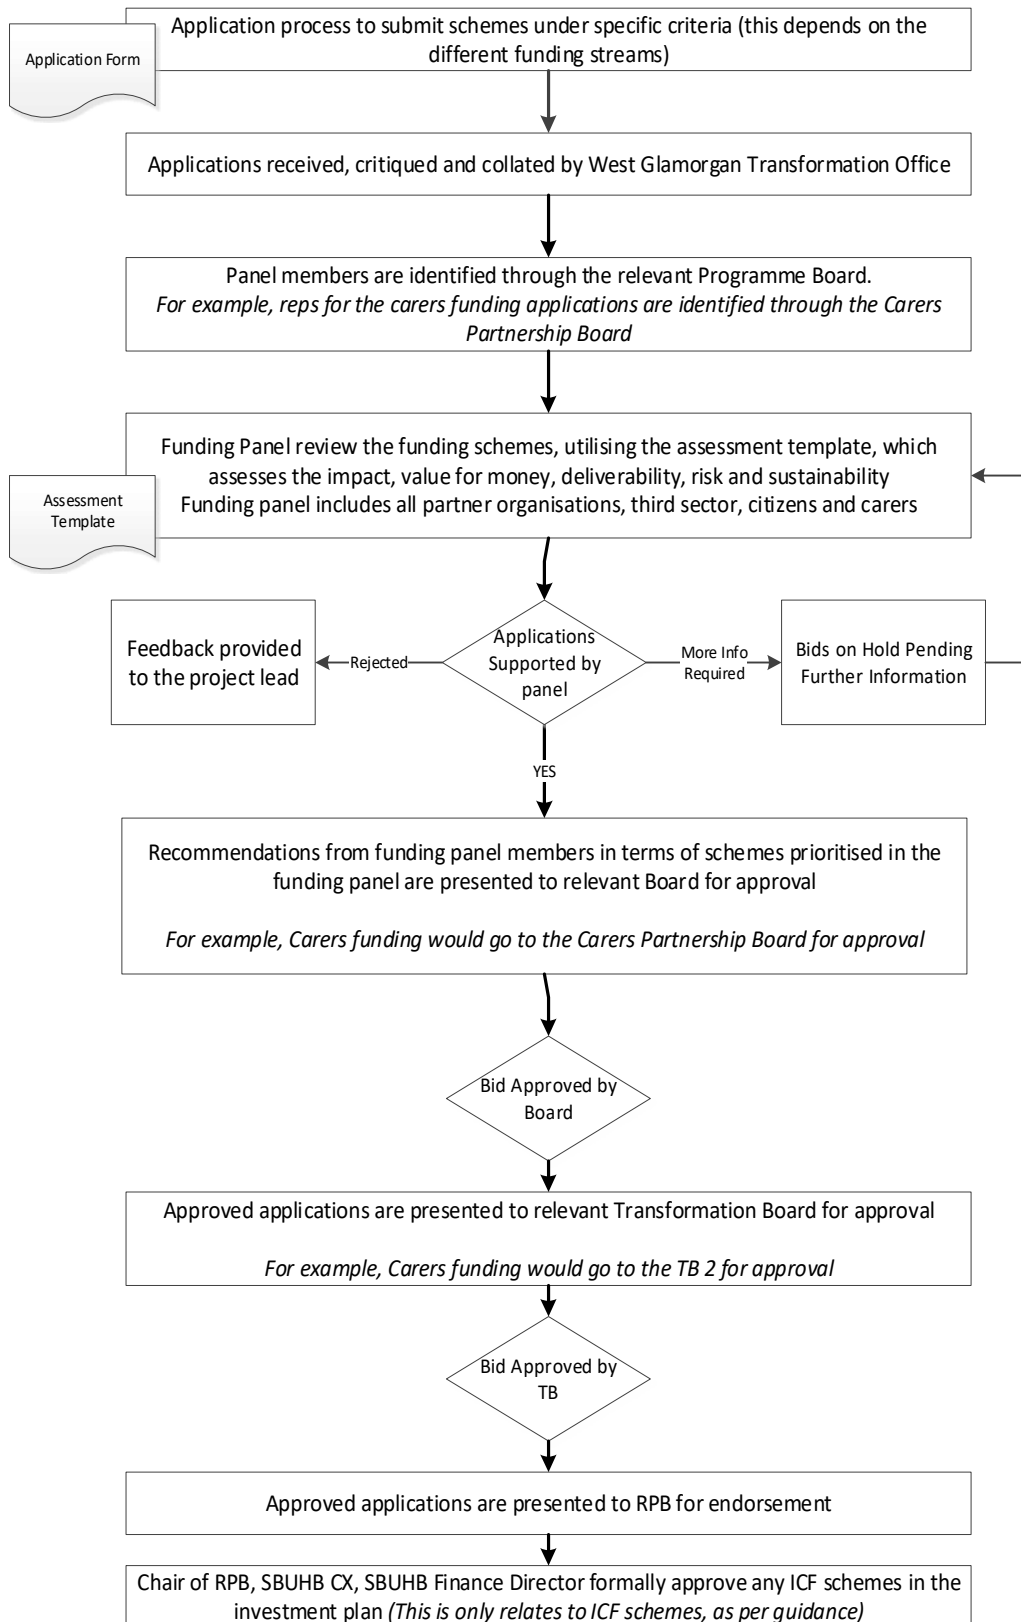 Application process to submit schemes under specific criteria (this depends on the
different funding streams)
Application Form
Applications received, critiqued and collated by West Glamorgan Transformation Office
Panel members are identified through the relevant Programme Board.
For example, reps for the carers funding applications are identified through the Carers
Partnership Board
Funding Panel review the funding schemes, utilising the assessment template, which
assesses the impact, value for money, deliverability, risk and sustainability
Funding panel includes all partner organisations, third sector, citizens and carers
Assessment
Template
Feedback provided
to the project lead
Rejected
Applications
Supported by
panel
More Info
Required
Bids on Hold Pending
Further Information
YES
Recommendations from funding panel members in terms of schemes prioritised in the
funding panel are presented to relevant Board for approval
For example, Carers funding would go to the Carers Partnership Board for approval
Bid Approved by
Board
Approved applications are presented to relevant Transformation Board for approval
For example, Carers funding would go to the TB 2 for approval
Bid Approved by
TB
Approved applications are presented to RPB for endorsement
Chair of RPB, SBUHB CX, SBUHB Finance Director formally approve any ICF schemes in the
investment plan (This is only relates to ICF schemes, as per guidance)